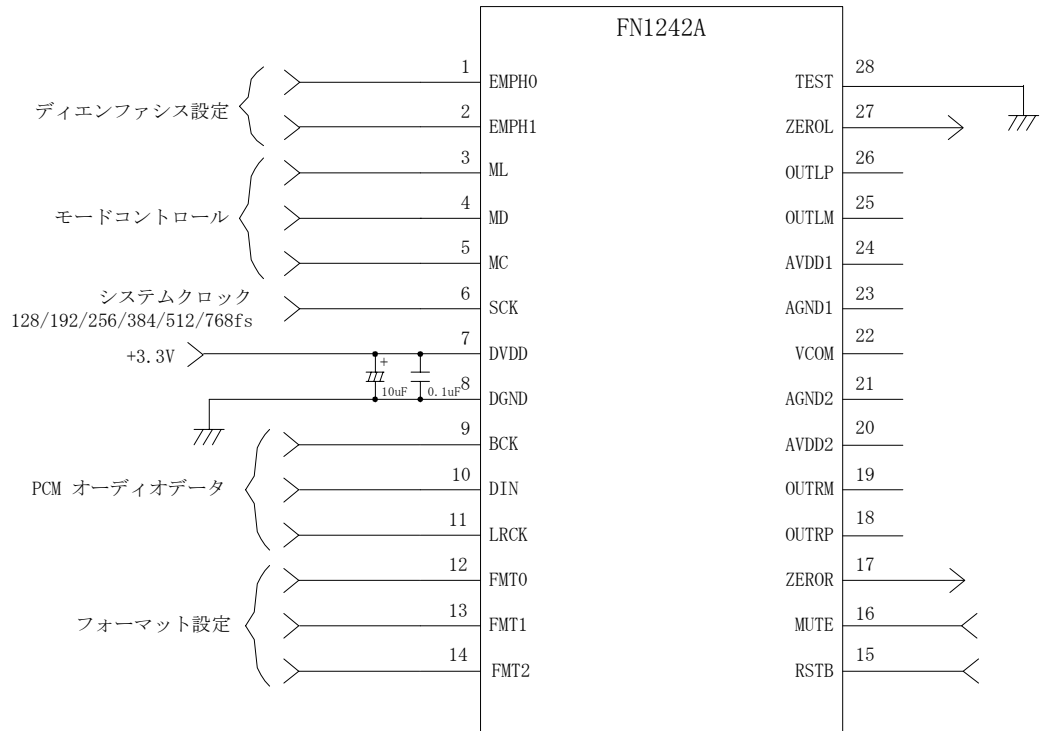 FN1242A
1 EMPH0
ディエンファシス設定
2 EMPH1
3 ML
モードコントロール
4 MD
5 MC
システムクロック
128/192/256/384/512/768fs
6 SCK
+3.3V
7 DVDD
+
10uF
0.1uF
8 DGND
9 BCK
PCM オーディオデータ
10 DIN
11 LRCK
12 FMT0
フォーマット設定
13 FMT1
14 FMT2
TEST 28
ZEROL 27
OUTLP 26
OUTLM 25
AVDD1 24
AGND1 23
VCOM 22
AGND2 21
AVDD2 20
OUTRM 19
OUTRP 18
ZEROR 17
MUTE 16
RSTB 15